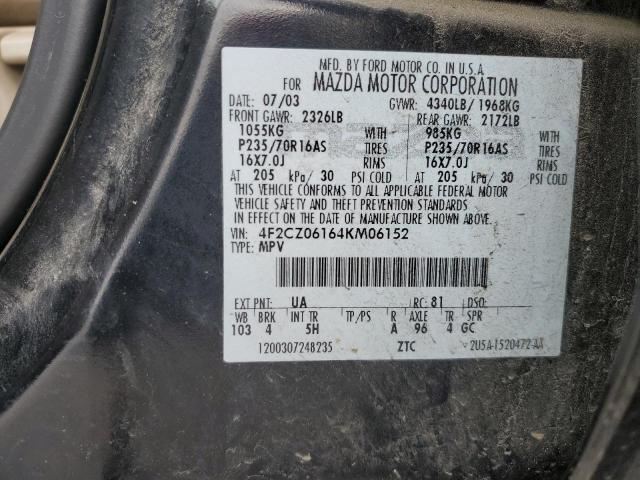 MFD. BY FORD MOTOR CO. IN U.S.A
FOR MAZDA MOTOR CORPORATION
DATE: 07/03 GVWR: 4340LB/ 1968KG
FRONT GAWR: 2326LB REAR GAWR: 2172LB
1055KG WITH 985KG WITH
P235/70R16AS TIRES P235/70R16AS TIRES
16X7.0J RIMS 16X7.0J RIMS
AT 205 kPa/ 30 PSI COLD AT 205 kPa/ 30 PSI COLD
THIS VEHICLE CONFORMS TO ALL APPLICABLE FEDERAL MOTOR
VEHICLE SAFETY AND THEFT PREVENTION STANDARDS
IN EFFECT ON THE DATE OF MANUFACTURE SHOWN ABOVE.
VIN: 4F2CZ06164KM06152
TYPE: MPV
EXT PNT: UA RC: 81 DSO:
WB BRK INT TR TP/PS R AXLE TR SPR
103 4 5H A 96 4 GC
1200307248235 ZTC 2U5A-1520472-AA